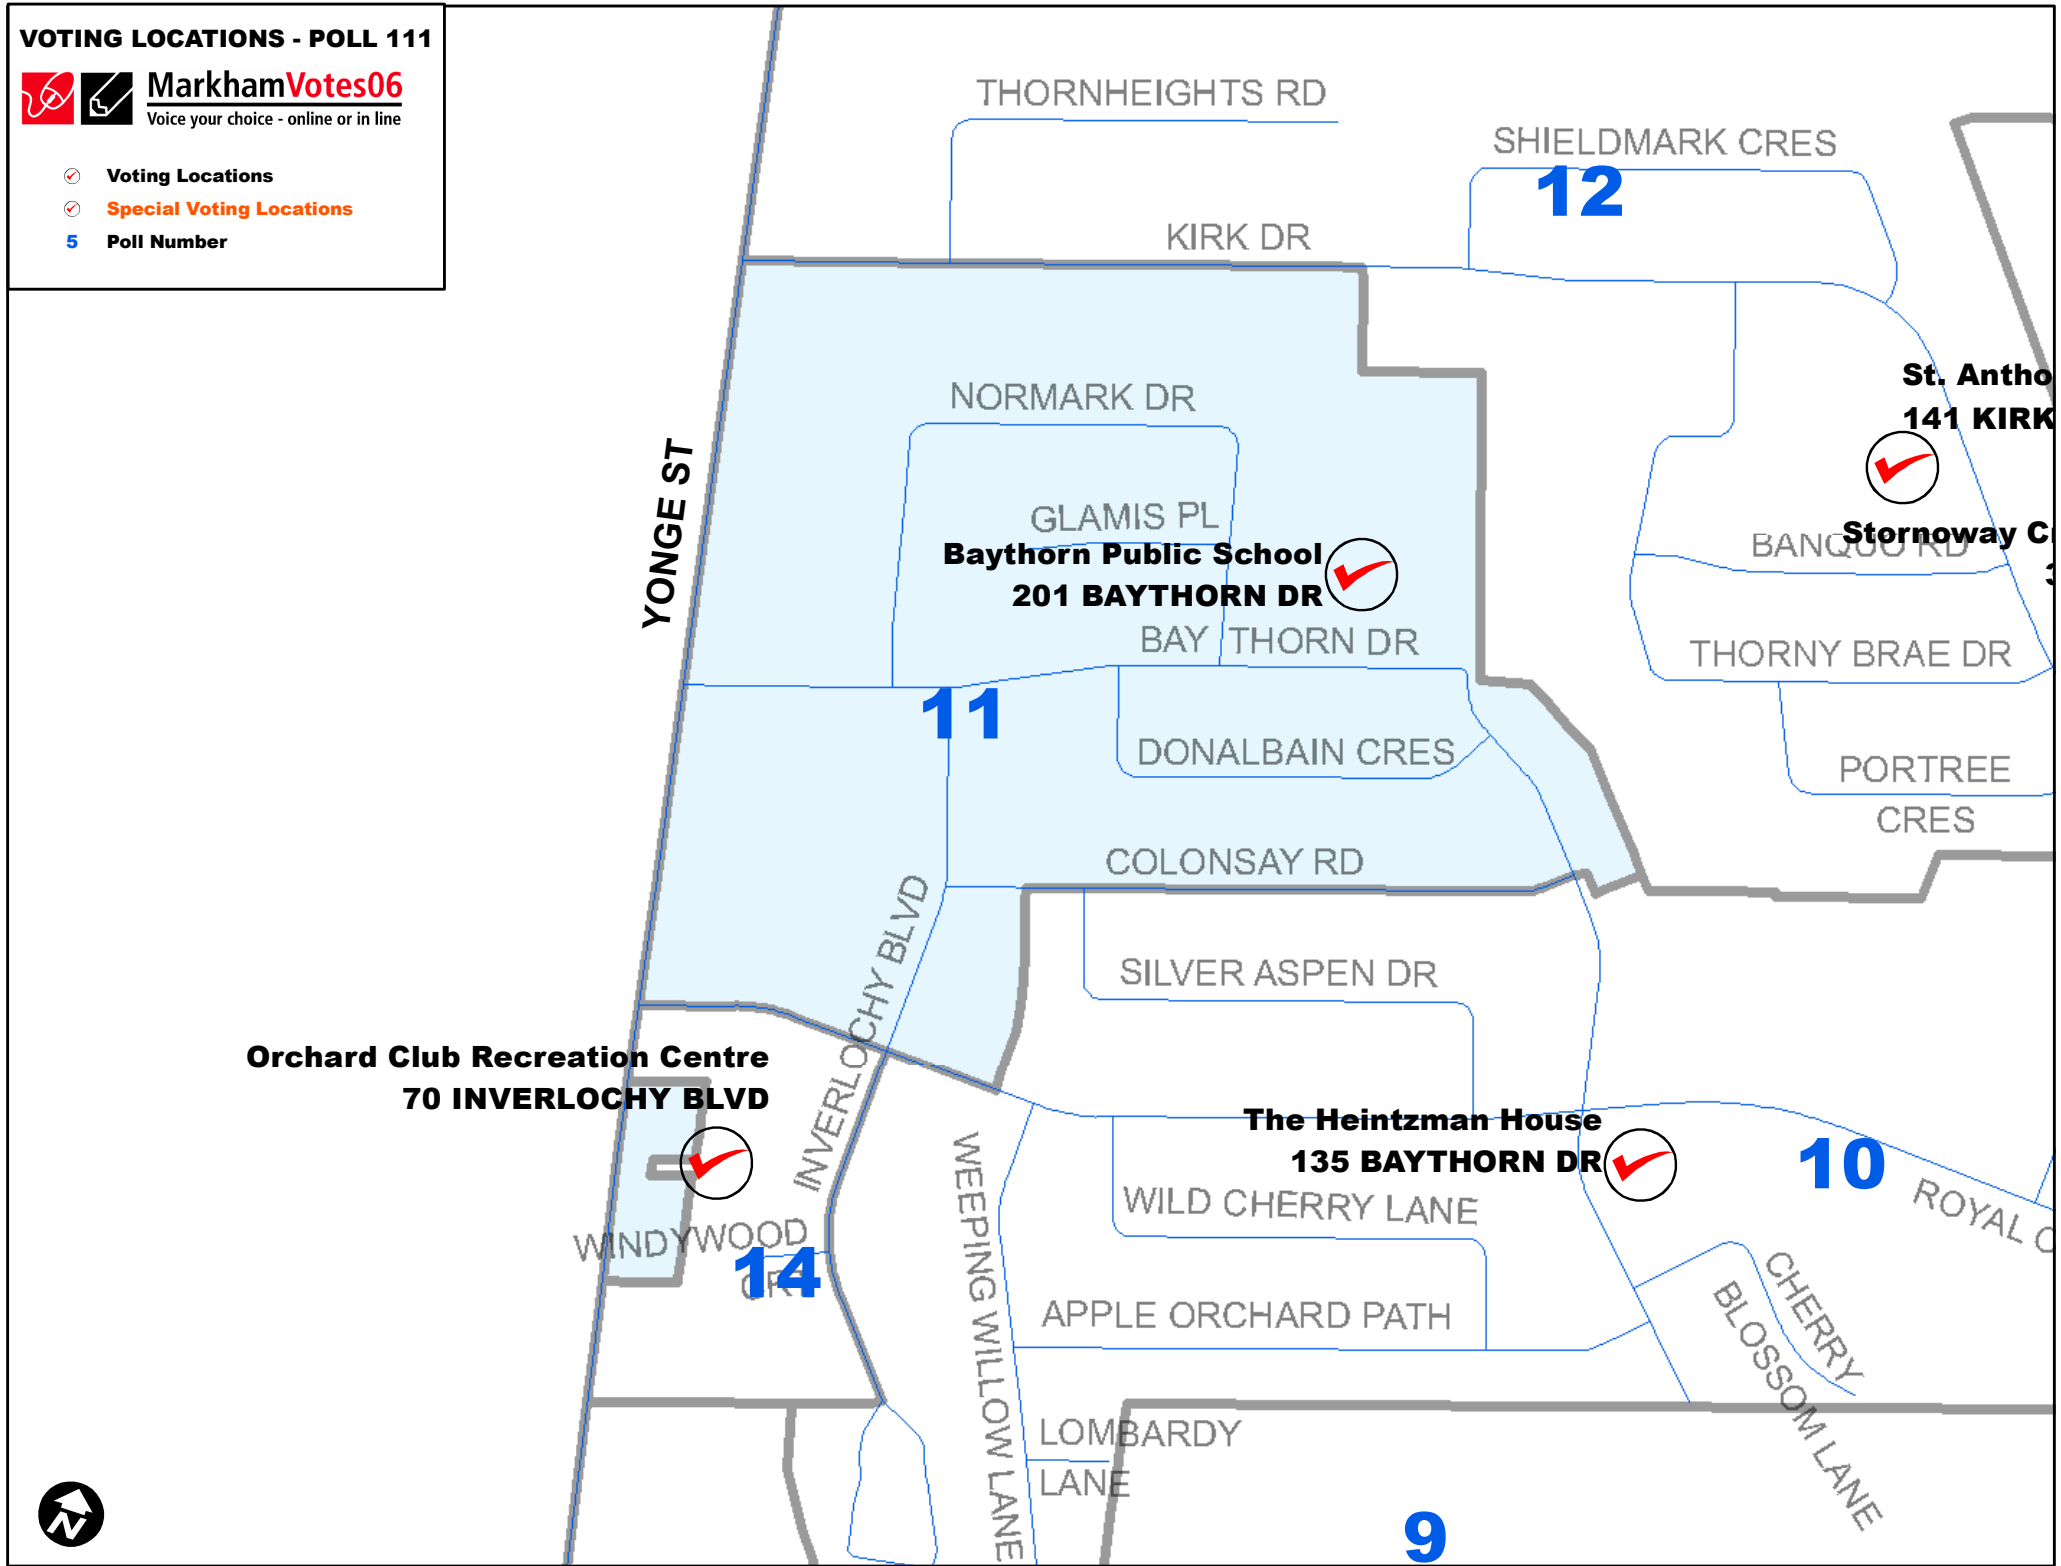 VOTING LOCATIONS - POLL 111
MarkhamVotes06
Voice your choice - online or in line
Voting Locations
Special Voting Locations
5 Poll Number
THORNHEIGHTS RD
SHIELDMARK CRES
12
KIRK DR
St. Antho
141 KIRK
NORMARK DR
YONGE ST
GLAMIS PL
Stornoway C
BANQUO RD
Baythorn Public School
201 BAYTHORN DR
BAY THORN DR
THORNY BRAE DR
11
DONALBAIN CRES
PORTREE
CRES
COLONSAY RD
INVERLOCHY BLVD
SILVER ASPEN DR
Orchard Club Recreation Centre
70 INVERLOCHY BLVD
The Heintzman House
135 BAYTHORN DR
10
WEEPING WILLOW LANE
WILD CHERRY LANE
ROYAL
WINDYWOOD
CRT
14
CHERRY
BLOSSOM LANE
APPLE ORCHARD PATH
LOMBARDY
LANE
9
N